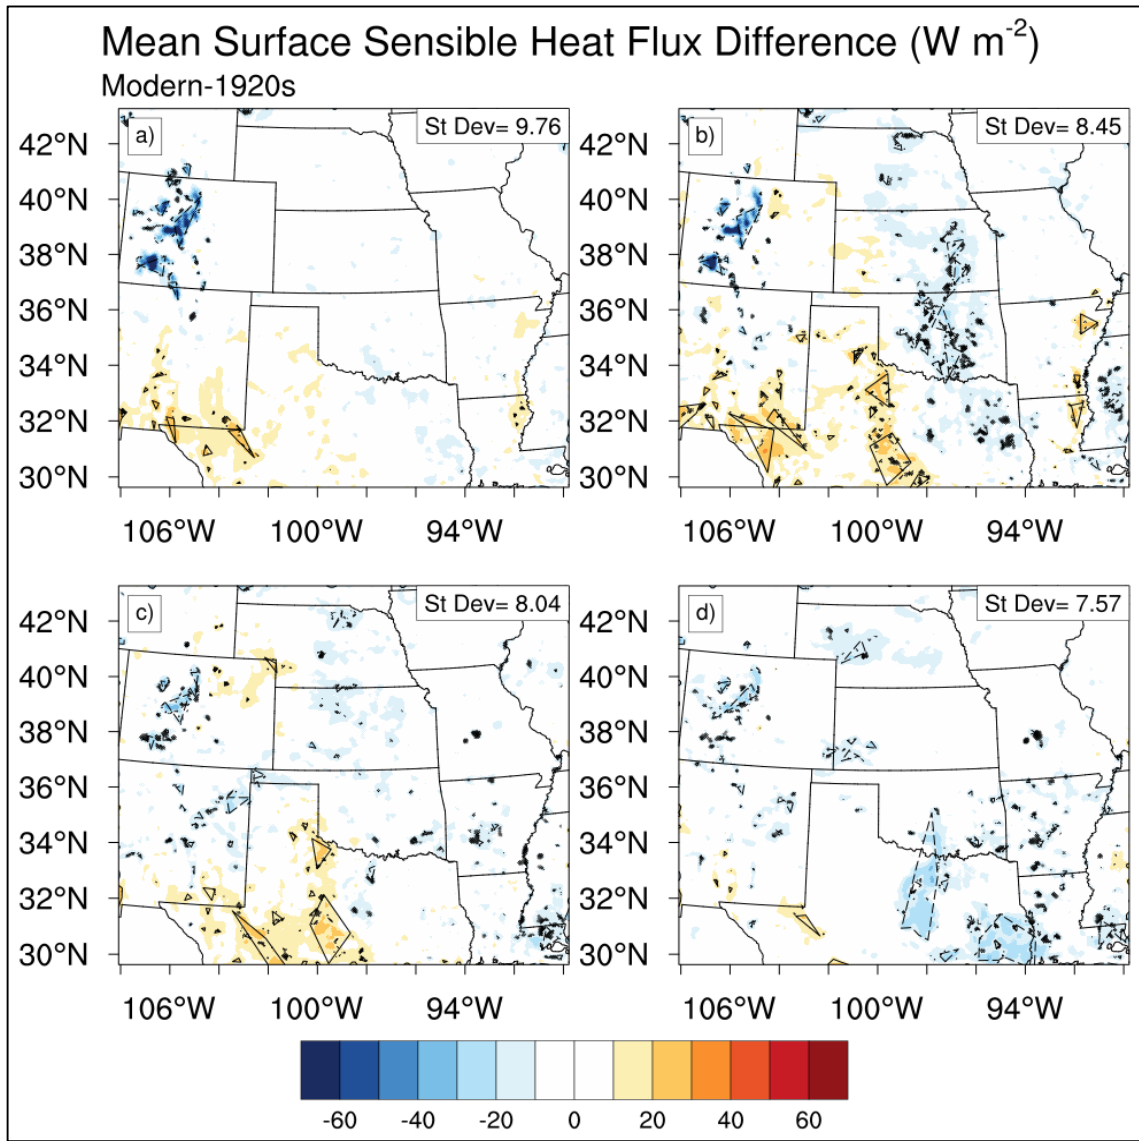 Mean Surface Sensible Heat Flux Difference (W m⁻²)
Modern-1920s
a)
St Dev= 9.76
b)
St Dev= 8.45
42°N
40°N
38°N
36°N
34°N
32°N
30°N
42°N
40°N
38°N
36°N
34°N
32°N
30°N
106°W 100°W 94°W
106°W 100°W 94°W
c)
St Dev= 8.04
d)
St Dev= 7.57
42°N
40°N
38°N
36°N
34°N
32°N
30°N
42°N
40°N
38°N
36°N
34°N
32°N
30°N
106°W 100°W 94°W
106°W 100°W 94°W
-60 -40 -20 0 20 40 60